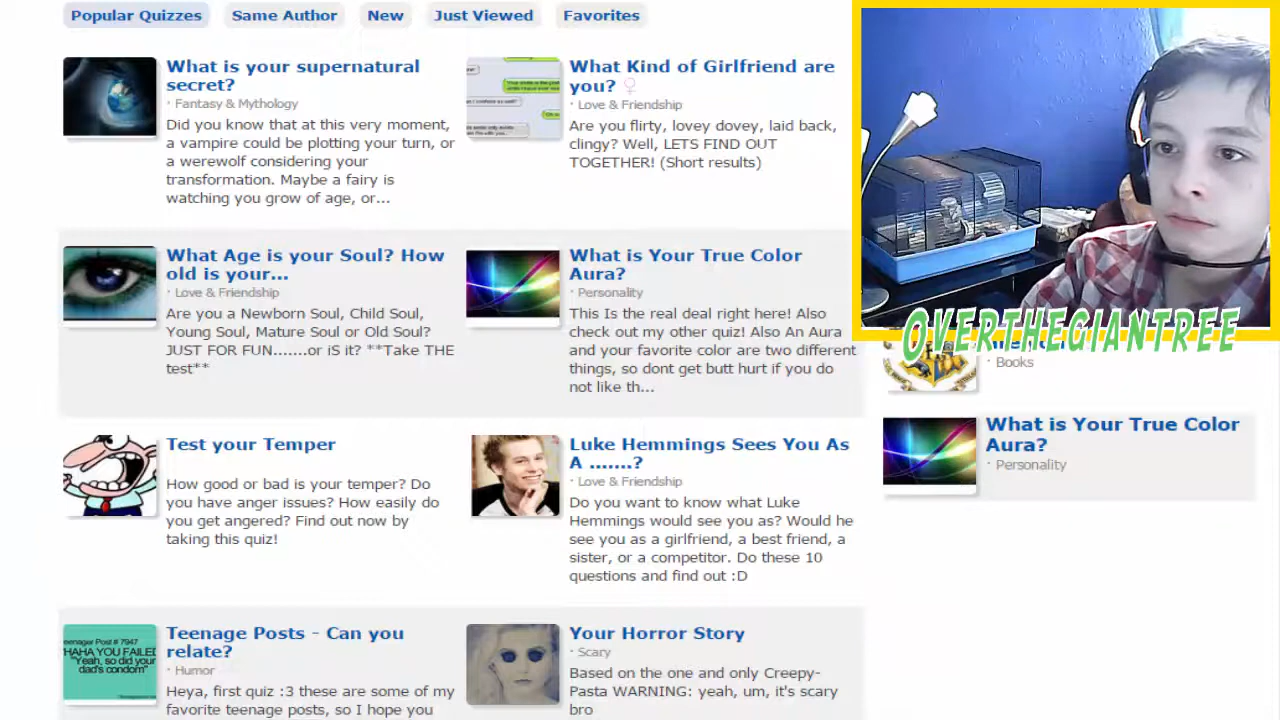 Popular Quizzes
Same Author
New
Just Viewed
Favorites
What is your supernatural
secret?
· Fantasy & Mythology
Did you know that at this very moment,
a vampire could be plotting your turn, or
a werewolf considering your
transformation. Maybe a fairy is
watching you grow of age, or...
What Kind of Girlfriend are
you? ♀
· Love & Friendship
Are you flirty, lovey dovey, laid back,
clingy? Well, LETS FIND OUT
TOGETHER! (Short results)
What Age is your Soul? How
old is your...
· Love & Friendship
Are you a Newborn Soul, Child Soul,
Young Soul, Mature Soul or Old Soul?
JUST FOR FUN.......or iS it? **Take THE
test**
What is Your True Color
Aura?
· Personality
This Is the real deal right here! Also
check out my other quiz! Also An Aura
and your favorite color are two different
things, so dont get butt hurt if you do
not like th...
Test your Temper
How good or bad is your temper? Do
you have anger issues? How easily do
you get angered? Find out now by
taking this quiz!
Luke Hemmings Sees You As
A .......?
· Love & Friendship
Do you want to know what Luke
Hemmings would see you as? Would he
see you as a girlfriend, a best friend, a
sister, or a competitor. Do these 10
questions and find out :D
eenager Post # 7947
HAHA YOU FAILED
"Yeah, so did your
dad's condom"
Teenage Posts - Can you
relate?
· Humor
Heya, first quiz :3 these are some of my
favorite teenage posts, so I hope you
Your Horror Story
· Scary
Based on the one and only Creepy-
Pasta WARNING: yeah, um, it's scary
bro
OVERTHEGIANTREE
· Books
What is Your True Color
Aura?
· Personality